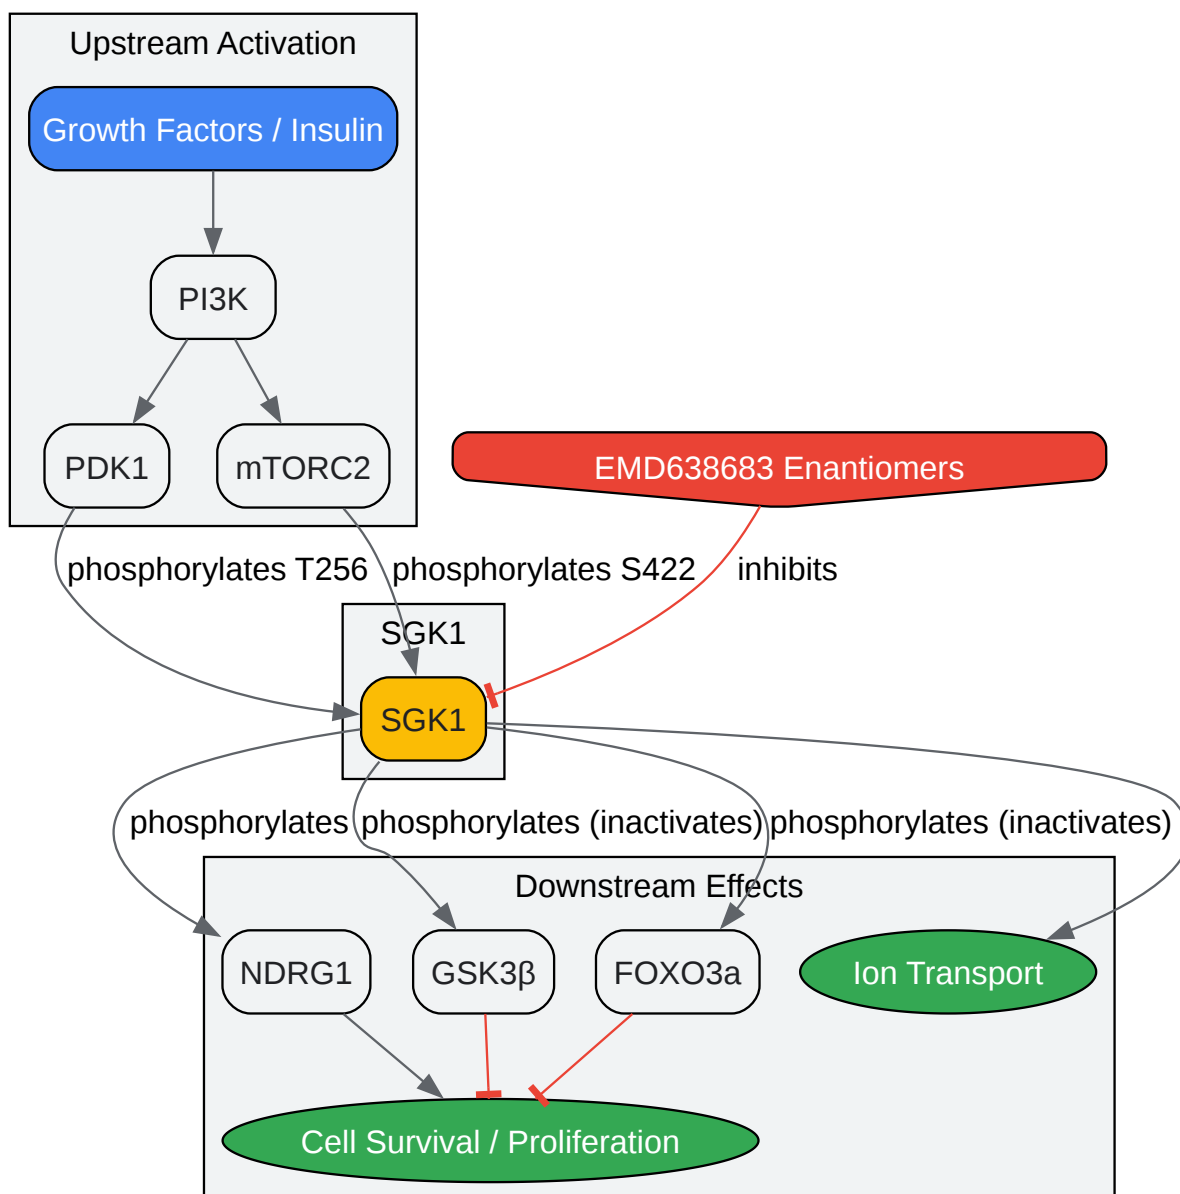 Upstream Activation
Growth Factors / Insulin
PI3K
PDK1
mTORC2
EMD638683 Enantiomers
phosphorylates T256
phosphorylates S422
inhibits
SGK1
SGK1
phosphorylates
phosphorylates (inactivates)
phosphorylates (inactivates)
Downstream Effects
NDRG1
GSK3β
FOXO3a
Ion Transport
Cell Survival / Proliferation